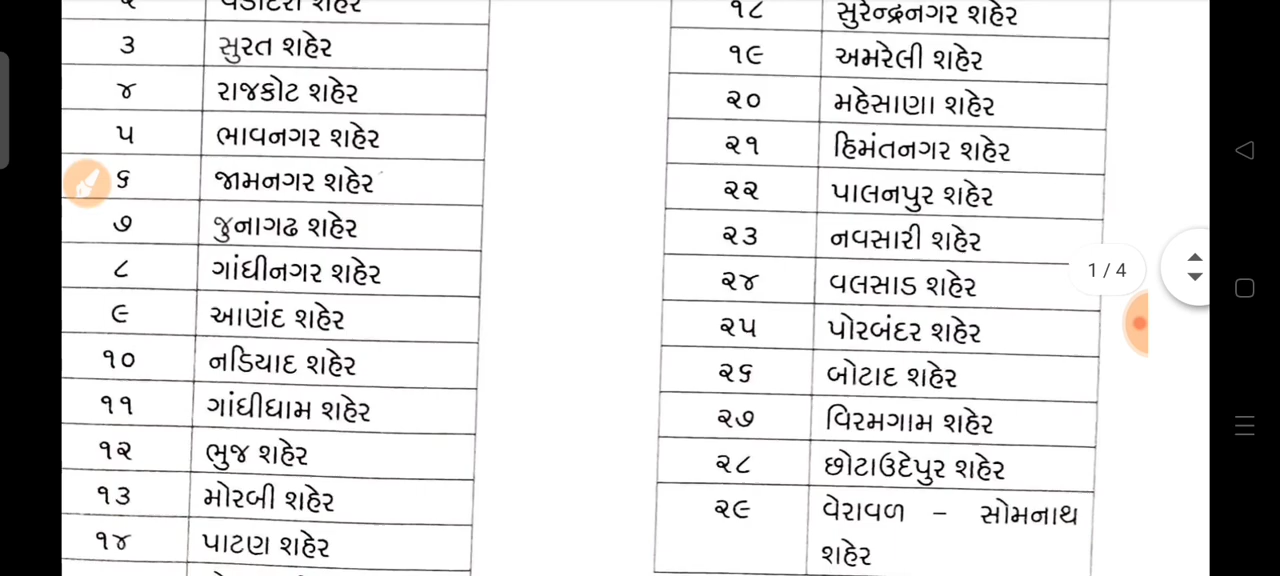 સુરેન્દ્રનગર શહેર
૧૮
૩ સુરત શહેર
૪ રાજકોટ શહેર
૫ ભાવનગર શહેર
૬ જામનગર શહેર
૭ જુનાગઢ શહેર
૮ ગાંધીનગર શહેર
૯ આણંદ શહેર
૧૦ નડિયાદ શહેર
૧૧ ગાંધીધામ શહેર
૧૨ ભુજ શહેર
૧૩ મોરબી શહેર
૧૪ પાટણ શહેર
૧૯ અમરેલી શહેર
૨૦ મહેસાણા શહેર
૨૧ હિમંતનગર શહેર
૨૨ પાલનપુર શહેર
૨૩ નવસારી શહેર
૨૪ વલસાડ શહેર
૨૫ પોરબંદર શહેર
૨૬ બોટાદ શહેર
૨૭ વિરમગામ શહેર
૨૮ છોટાઉદેપુર શહેર
૨૯ વેરાવળ – સોમનાથ
શહેર
1 / 4